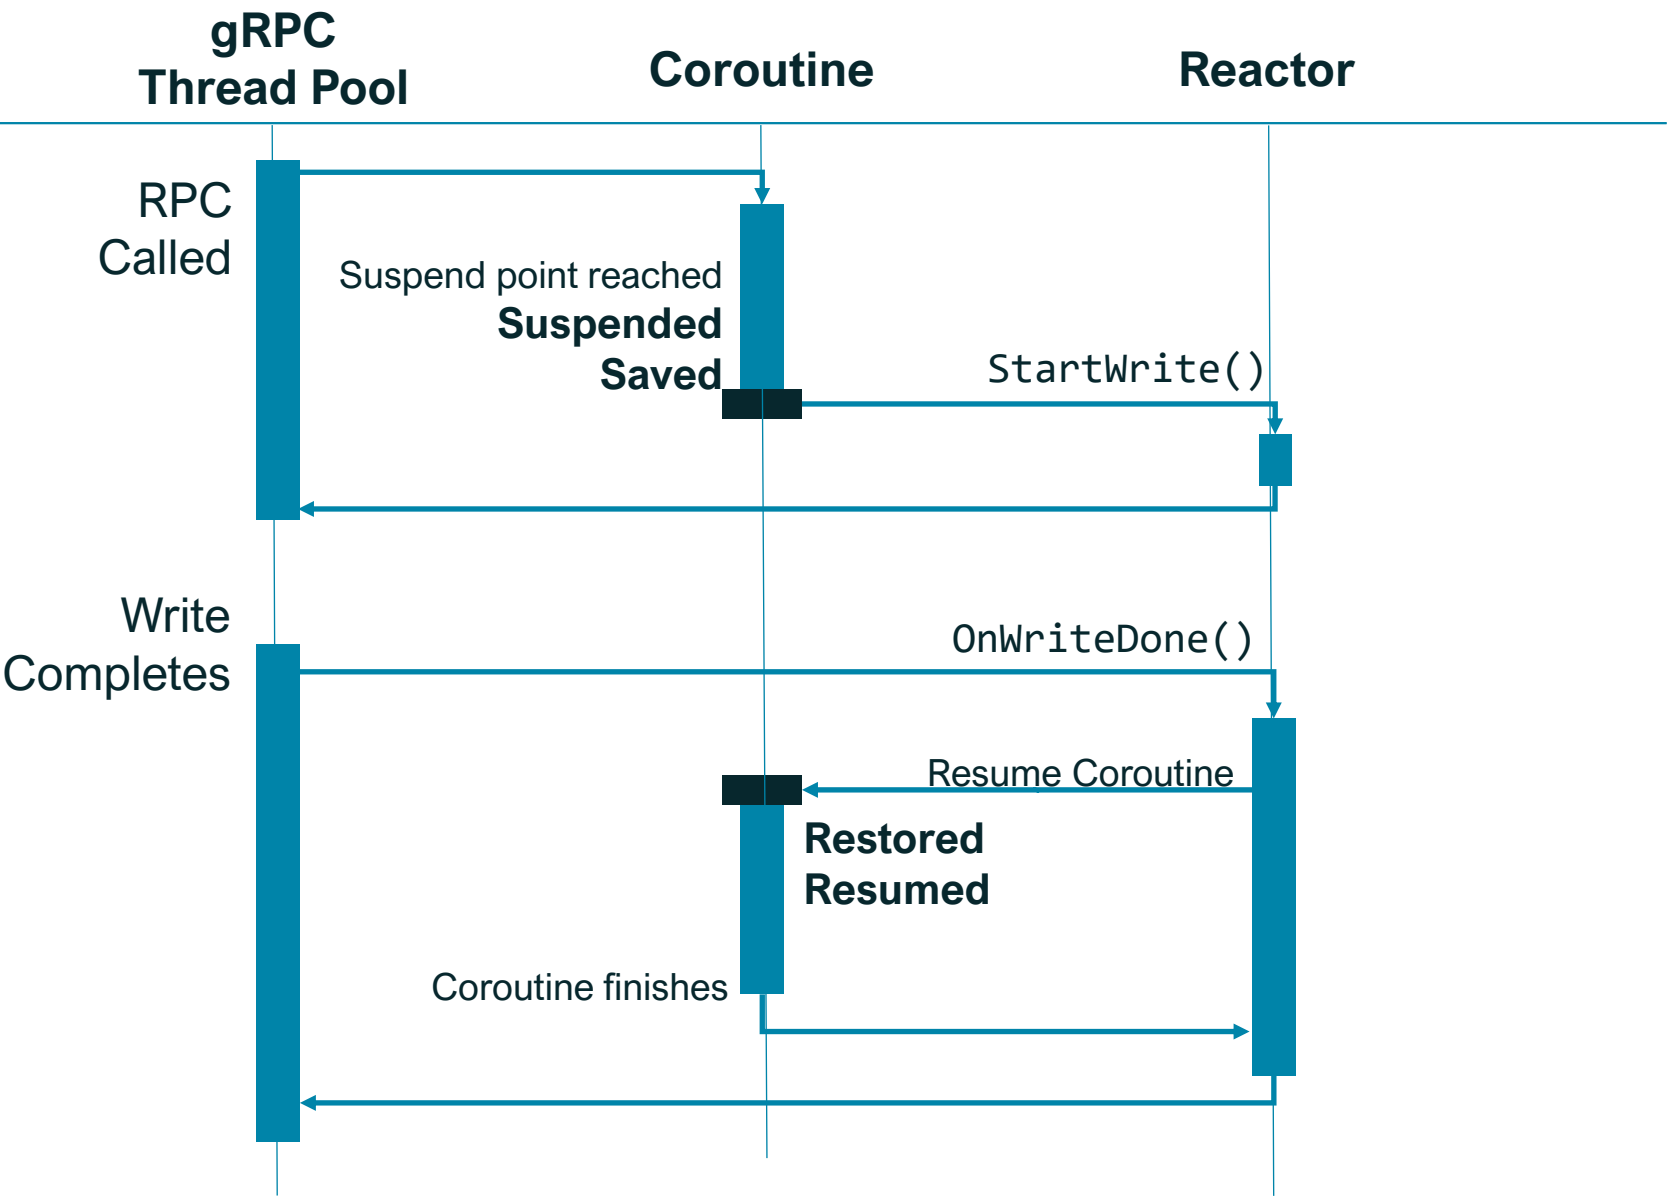 gRPC
Thread Pool
Coroutine
Reactor
RPC
Called
Suspend point reached
Suspended
Saved
StartWrite()
Write
Completes
OnWriteDone()
Resume Coroutine
Restored
Resumed
Coroutine finishes